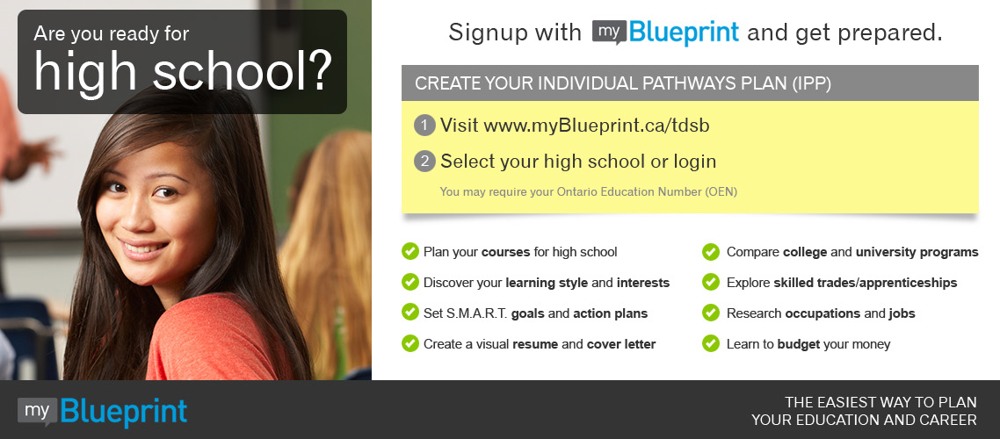 Are you ready for
high school?
Signup with myBlueprint and get prepared.
CREATE YOUR INDIVIDUAL PATHWAYS PLAN (IPP)
1 Visit www.myBlueprint.ca/tdsb
2 Select your high school or login
You may require your Ontario Education Number (OEN)
Plan your courses for high school
Discover your learning style and interests
Set S.M.A.R.T. goals and action plans
Create a visual resume and cover letter
Compare college and university programs
Explore skilled trades/apprenticeships
Research occupations and jobs
Learn to budget your money
myBlueprint
THE EASIEST WAY TO PLAN
YOUR EDUCATION AND CAREER